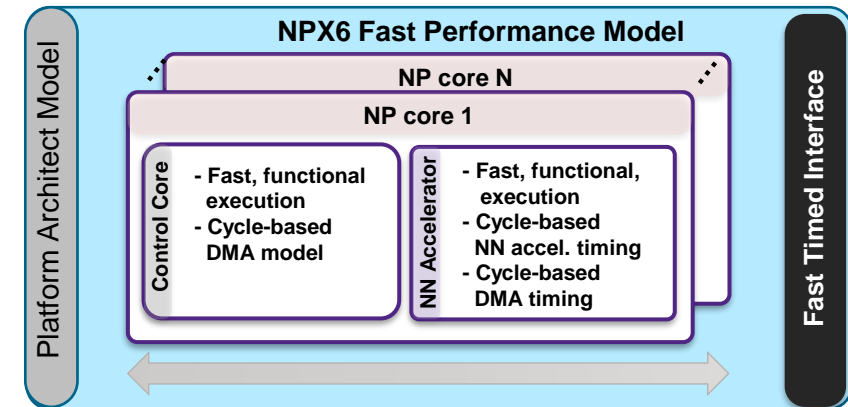 NPX6 Fast Performance Model
Platform Architect Model
NP core N
NP core 1
Control Core
- Fast, functional
execution
- Cycle-based
DMA model
NN Accelerator
- Fast, functional,
execution
- Cycle-based
NN accel. timing
- Cycle-based
DMA timing
Fast Timed Interface